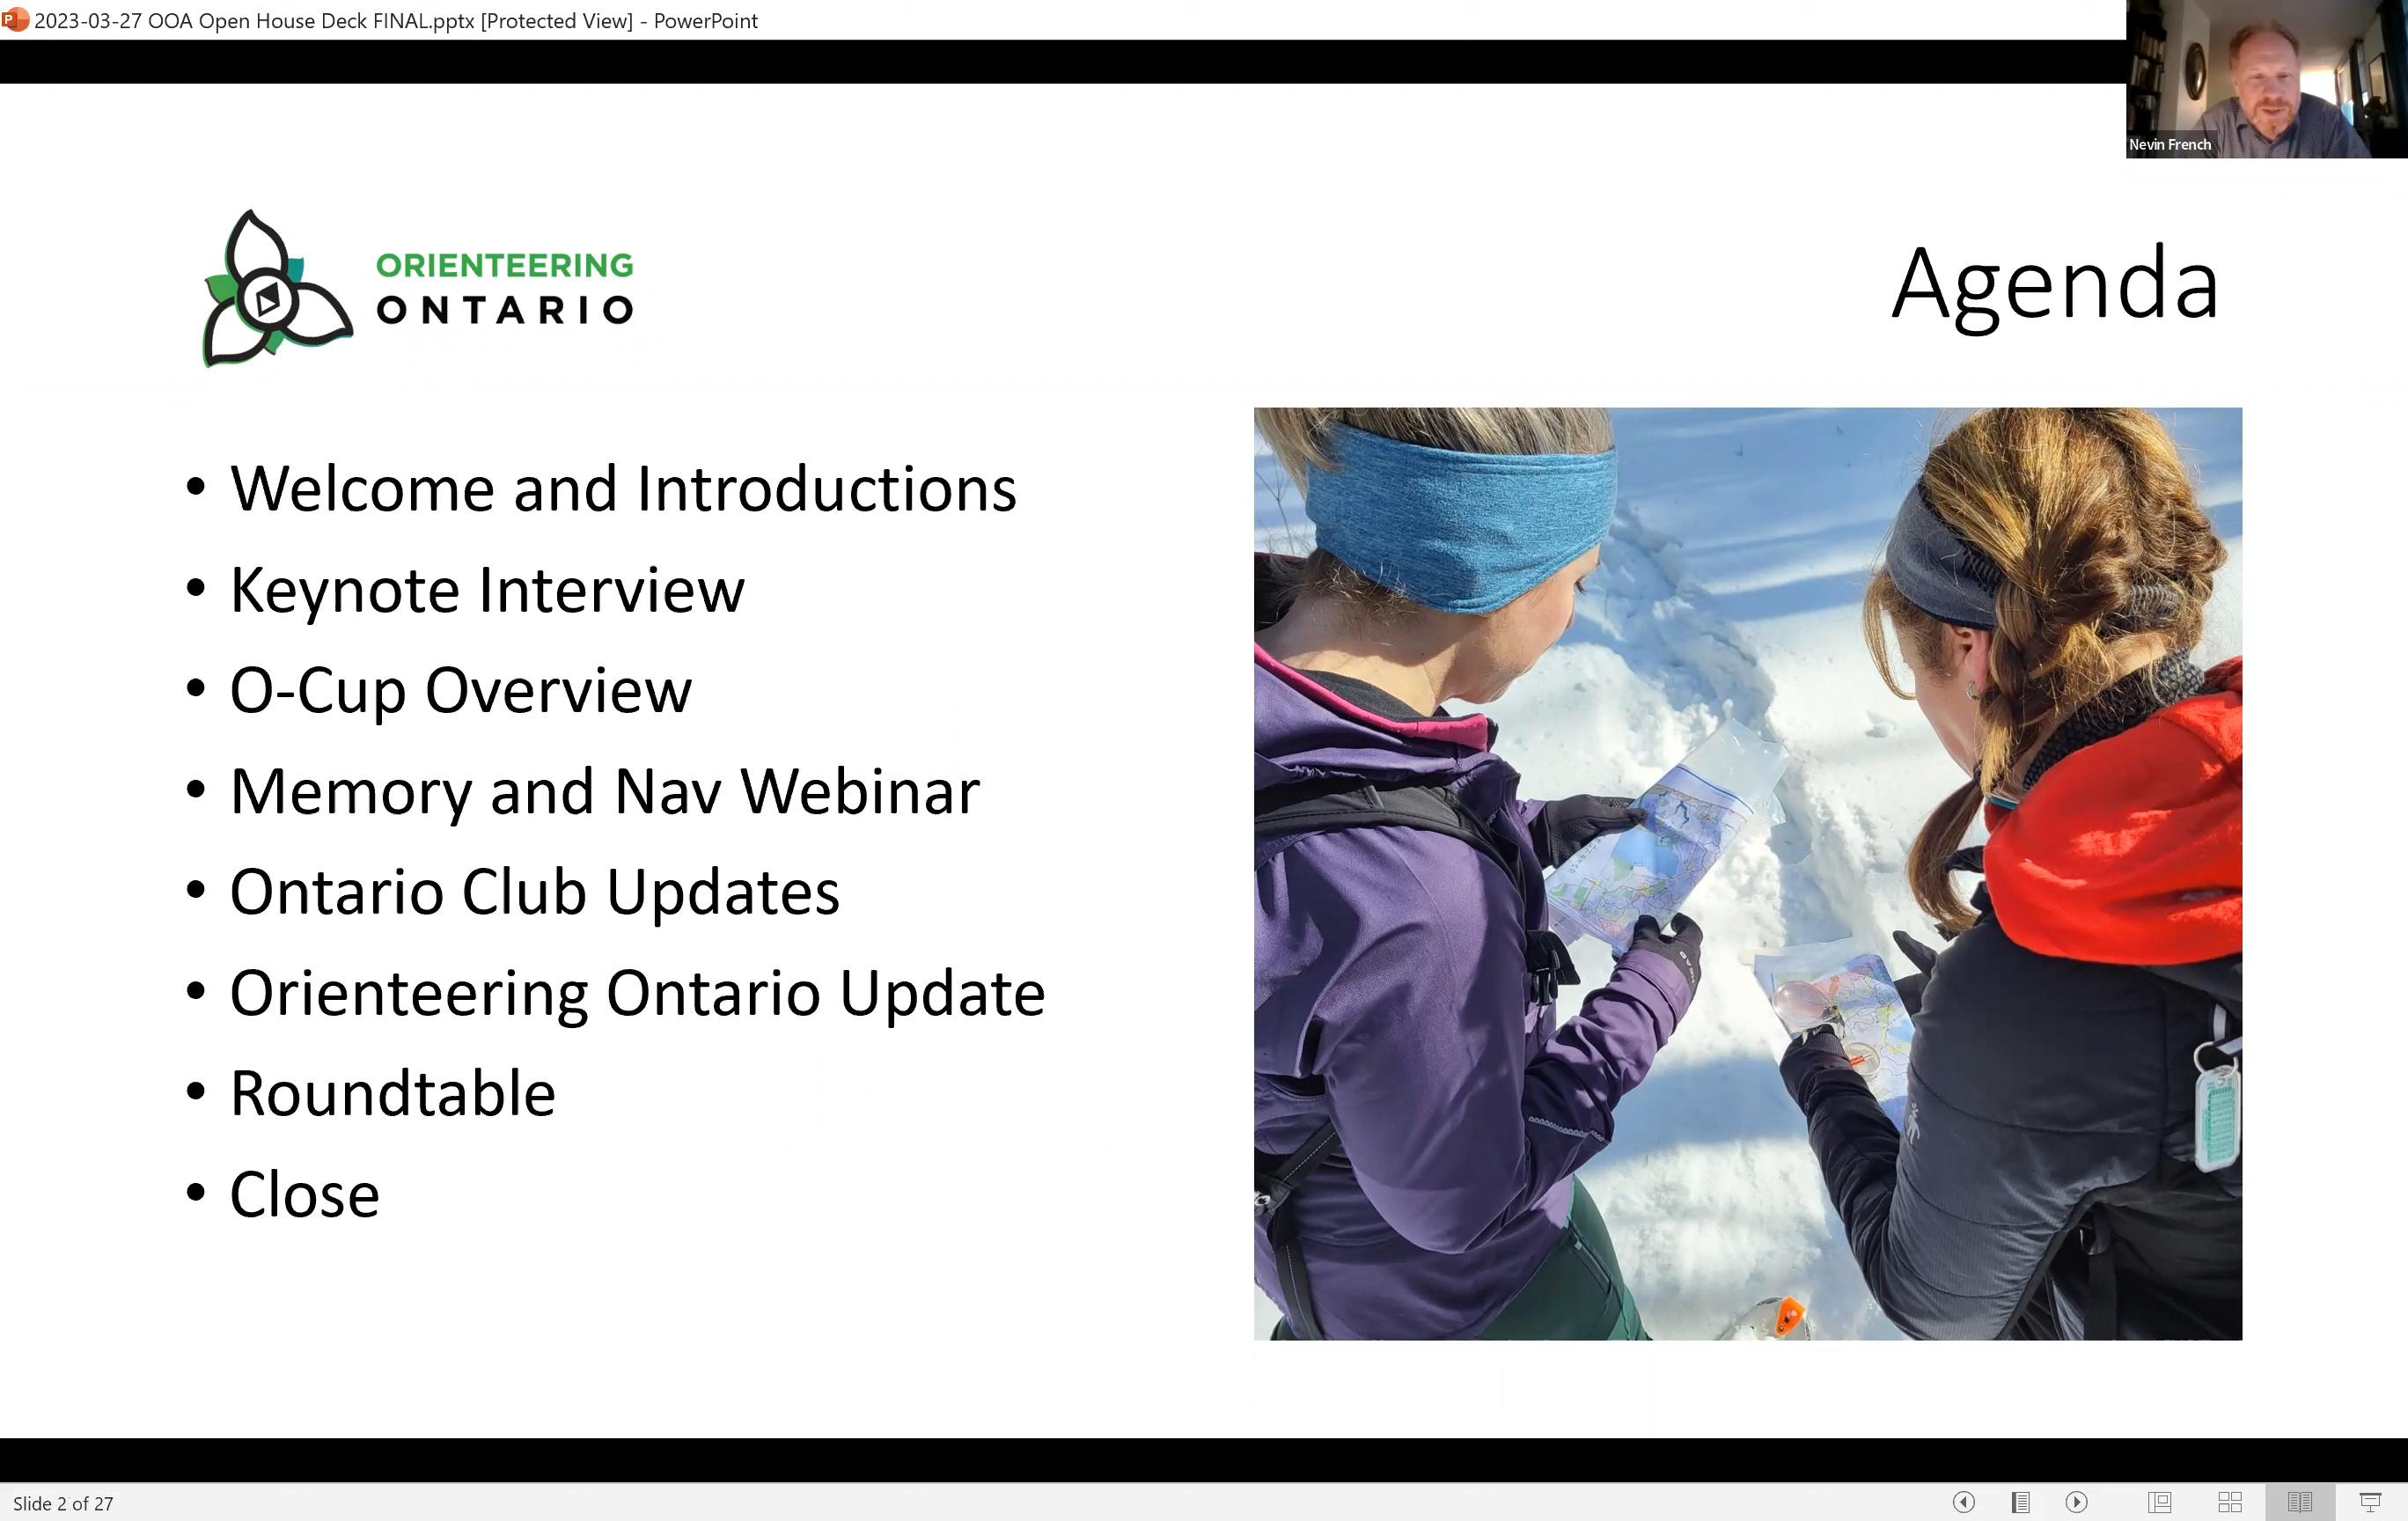 2023-03-27 OOA Open House Deck FINAL.pptx [Protected View] - PowerPoint
Nevin French
ORIENTEERING
ONTARIO
Agenda
• Welcome and Introductions
• Keynote Interview
• O-Cup Overview
• Memory and Nav Webinar
• Ontario Club Updates
• Orienteering Ontario Update
• Roundtable
• Close
HEAD
Slide 2 of 27